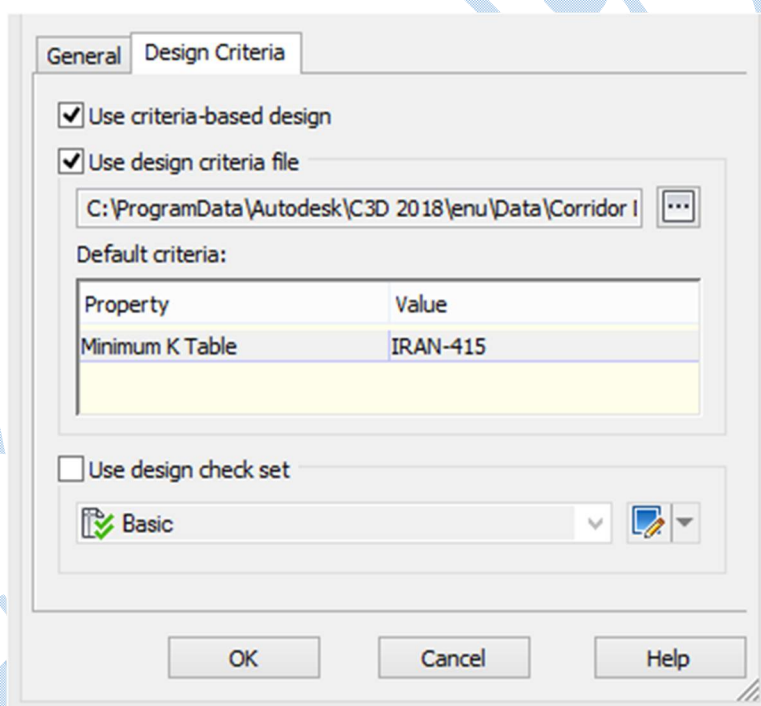 General Design Criteria
Use criteria-based design
Use design criteria file
C:\ProgramData\Autodesk\C3D 2018\enu\Data\Corridor
...
Default criteria:
Property Value
Minimum K Table IRAN-415
Use design check set
Basic
OK Cancel Help